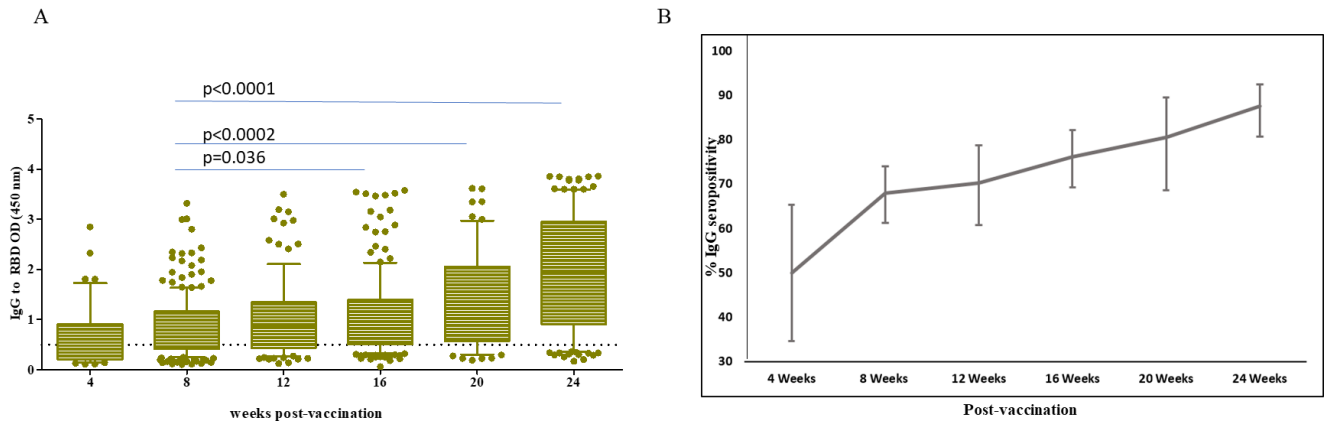 A
p<0.0001
p<0.0002
p=0.036
IgG to RBD OD (450 nm)
5
4
3
2
1
0
4 8 12 16 20 24
weeks post-vaccination
B
% IgG seropositivity
100
90
80
70
60
50
40
30
4 Weeks 8 Weeks 12 Weeks 16 Weeks 20 Weeks 24 Weeks
Post-vaccination